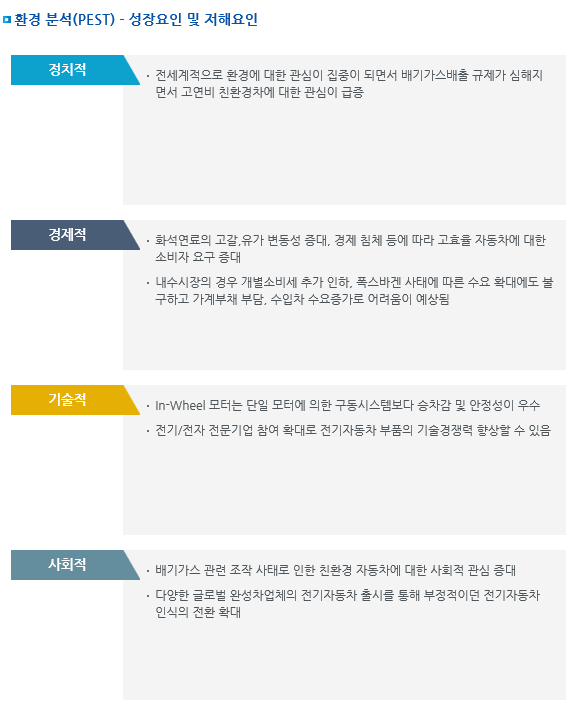 환경 분석(PEST) - 성장요인 및 저해요인
정치적
· 전세계적으로 환경에 대한 관심이 집중이 되면서 배기가스배출 규제가 심해지
면서 고연비 친환경차에 대한 관심이 급증
경제적
· 화석연료의 고갈,유가 변동성 증대, 경제 침체 등에 따라 고효율 자동차에 대한
소비자 요구 증대
· 내수시장의 경우 개별소비세 추가 인하, 폭스바겐 사태에 따른 수요 확대에도 불
구하고 가계부채 부담, 수입차 수요증가로 어려움이 예상됨
기술적
· In-Wheel 모터는 단일 모터에 의한 구동시스템보다 승차감 및 안정성이 우수
· 전기/전자 전문기업 참여 확대로 전기자동차 부품의 기술경쟁력 향상할 수 있음
사회적
· 배기가스 관련 조작 사태로 인한 친환경 자동차에 대한 사회적 관심 증대
· 다양한 글로벌 완성차업체의 전기자동차 출시를 통해 부정적이던 전기자동차
인식의 전환 확대